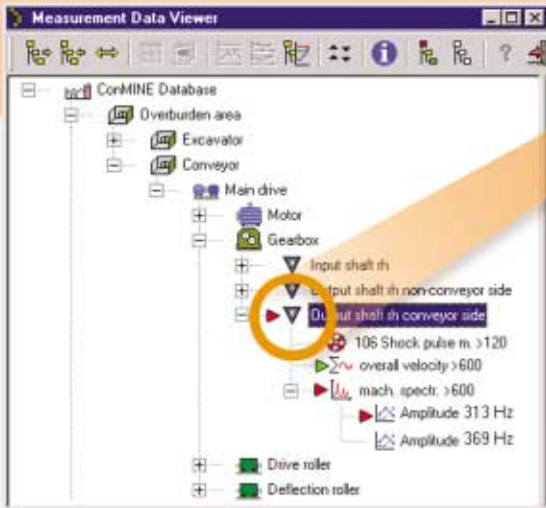 Measurement Data Viewer
ConMINE Database
Overburden area
Excavator
Conveyor
Main drive
Motor
Gearbox
Input shaft rh
Output shaft rh non-conveyor side
Output shaft rh conveyor side
106 Shock pulse m. >120
overall velocity >600
mach. spectr. >600
Amplitude 313 Hz
Amplitude 369 Hz
Drive roller
Deflection roller